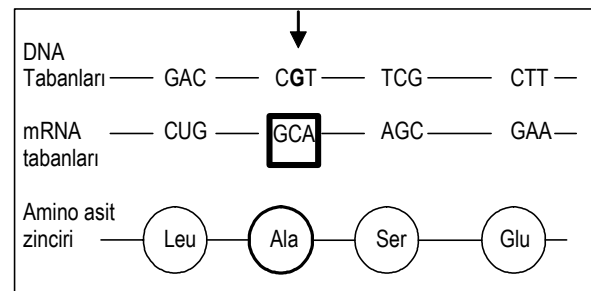 DNA
Tabanları GAC CGT TCG CTT
mRNA
tabanları CUG GCA AGC GAA
Amino asit
zinciri Leu Ala Ser Glu